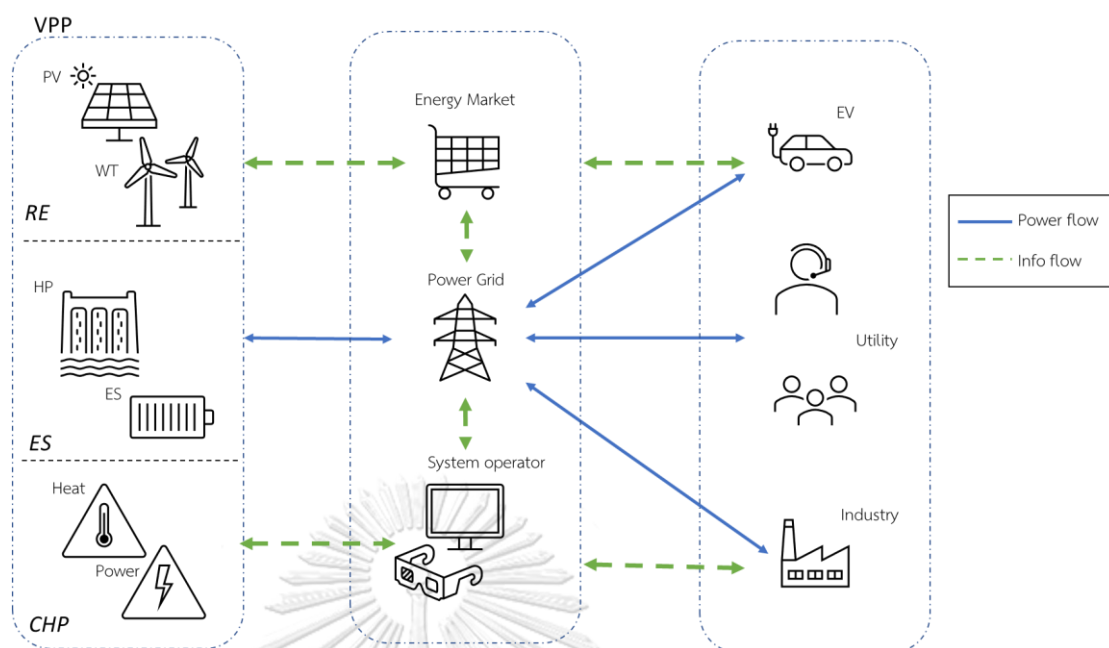 VPP
PV
WT
RE
HP
ES
ES
Heat
Power
CHP
Energy Market
Power Grid
System operator
EV
Utility
Industry
Power flow
Info flow